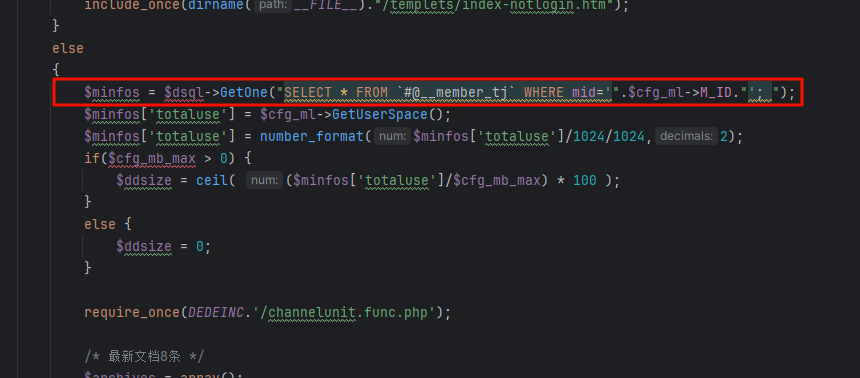 include_once(dirname( path: __FILE__)."/templets/index-notlogin.htm");
}
else
{
$minfos = $dsql->GetOne("SELECT * FROM `#@__member_tj` WHERE mid='".$cfg_ml->M_ID."'; ");
$minfos['totaluse'] = $cfg_ml->GetUserSpace();
$minfos['totaluse'] = number_format( num: $minfos['totaluse']/1024/1024, decimals: 2);
if($cfg_mb_max > 0) {
$ddsize = ceil( num: ($minfos['totaluse']/$cfg_mb_max) * 100 );
}
else {
$ddsize = 0;
}
require_once(DEDEINC.'/channelunit.func.php');
/* 最新文档8条 */
$archives = array();